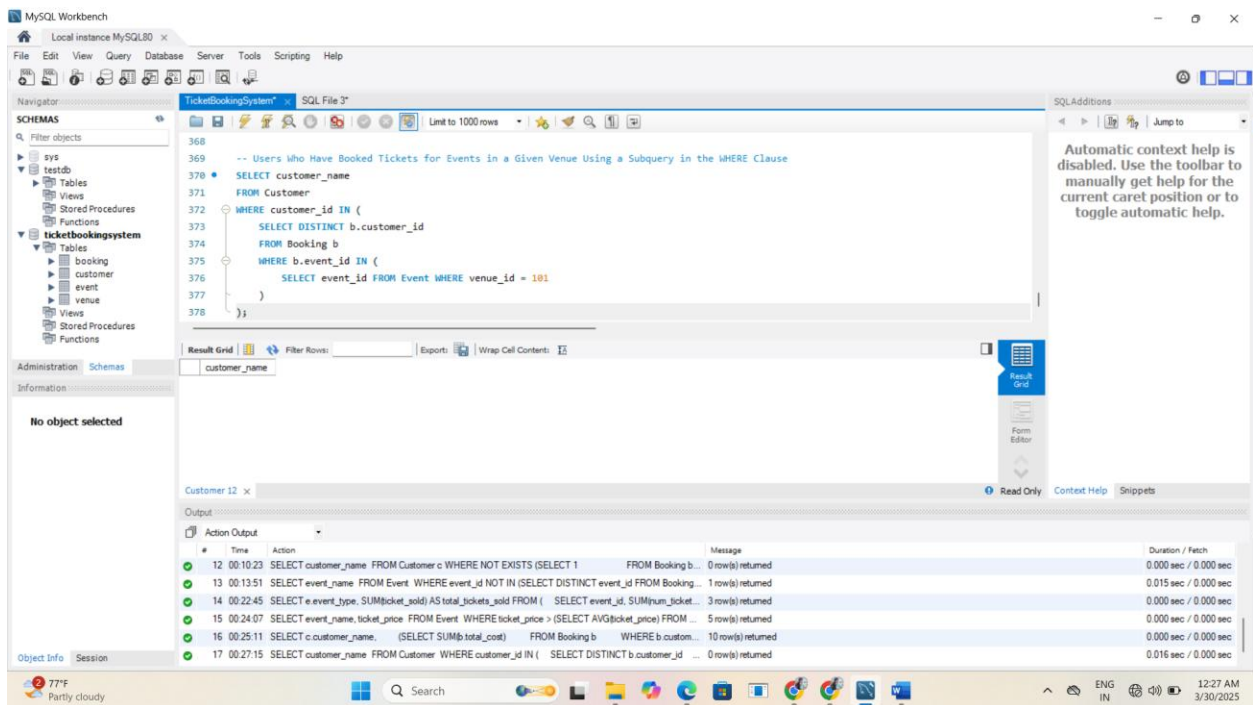 MySQL Workbench
Local instance MySQL80
File Edit View Query Database Server Tools Scripting Help
Navigator
SCHEMAS
Filter objects
sys
testdb
Tables
Views
Stored Procedures
Functions
ticketbookingsystem
Tables
booking
customer
event
venue
Views
Stored Procedures
Functions
Administration Schemas
Information
No object selected
Object Info Session
TicketBookingSystem* SQL File 3*
Limit to 1000 rows
368
369 -- Users Who Have Booked Tickets for Events in a Given Venue Using a Subquery in the WHERE Clause
370 SELECT customer_name
371 FROM Customer
372 WHERE customer_id IN (
373 SELECT DISTINCT b.customer_id
374 FROM Booking b
375 WHERE b.event_id IN (
376 SELECT event_id FROM Event WHERE venue_id = 101
377 )
378 );
Result Grid Filter Rows: Export: Wrap Cell Content:
customer_name
Result Grid
Form Editor
Customer 12
Read Only
SQLAdditions
Jump to
Automatic context help is
disabled. Use the toolbar to
manually get help for the
current caret position or to
toggle automatic help.
Context Help Snippets
Output
Action Output
# Time Action Message Duration / Fetch
12 00:10:23 SELECT customer_name FROM Customer c WHERE NOT EXISTS (SELECT 1 FROM Booking b... 0 row(s) returned 0.000 sec / 0.000 sec
13 00:13:51 SELECT event_name FROM Event WHERE event_id NOT IN (SELECT DISTINCT event_id FROM Booking... 1 row(s) returned 0.015 sec / 0.000 sec
14 00:22:45 SELECT e.event_type, SUM(ticket_sold) AS total_tickets_sold FROM ( SELECT event_id, SUM(num_ticket... 3 row(s) returned 0.000 sec / 0.000 sec
15 00:24:07 SELECT event_name, ticket_price FROM Event WHERE ticket_price > (SELECT AVG(ticket_price) FROM ... 5 row(s) returned 0.000 sec / 0.000 sec
16 00:25:11 SELECT c.customer_name, (SELECT SUM(b.total_cost) FROM Booking b WHERE b.custom... 10 row(s) returned 0.000 sec / 0.000 sec
17 00:27:15 SELECT customer_name FROM Customer WHERE customer_id IN ( SELECT DISTINCT b.customer_id ... 0 row(s) returned 0.016 sec / 0.000 sec
2
77°F
Partly cloudy
Search
ENG
IN
12:27 AM
3/30/2025